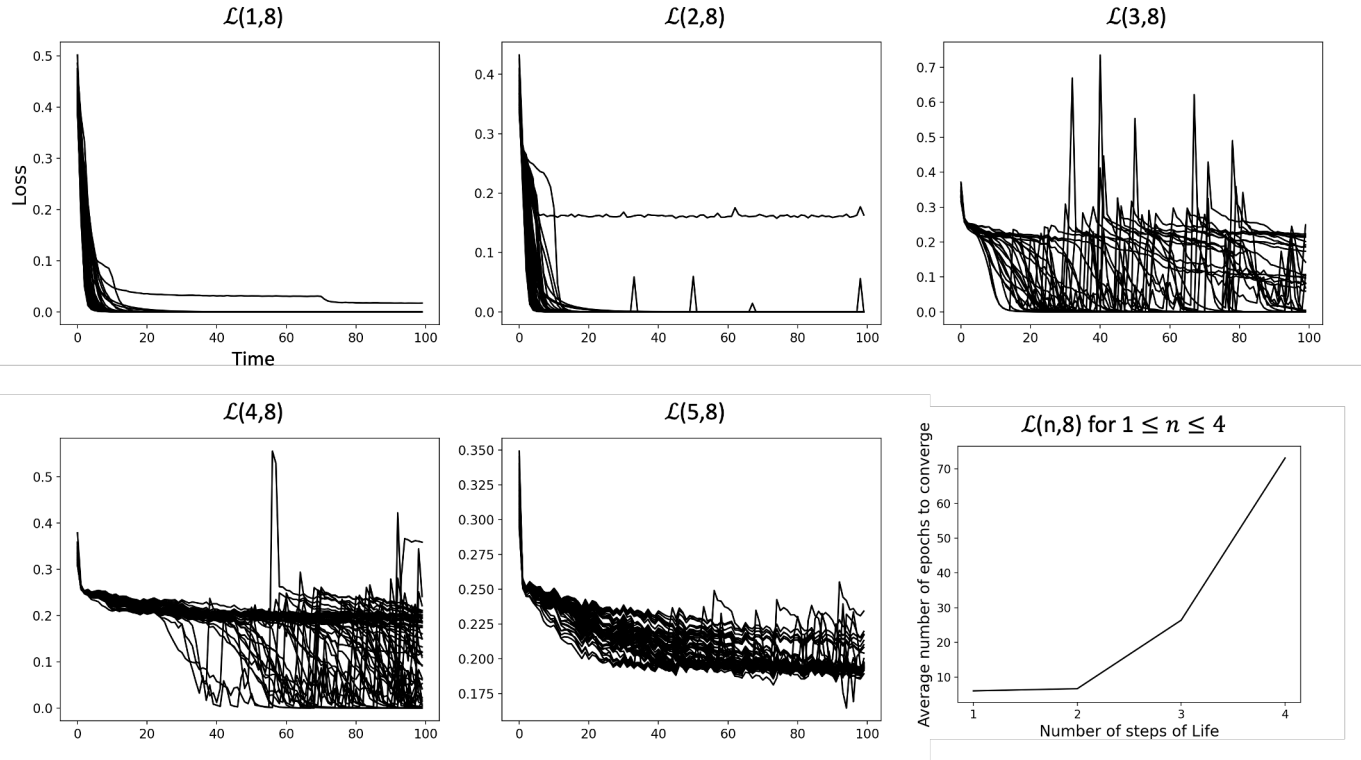 ℒ(1,8)
0.5
0.4
0.3
0.2
0.1
0.0
Loss
0 20 40 60 80 100
Time
ℒ(2,8)
0.4
0.3
0.2
0.1
0.0
0 20 40 60 80 100
ℒ(3,8)
0.7
0.6
0.5
0.4
0.3
0.2
0.1
0.0
0 20 40 60 80 100
ℒ(4,8)
0.5
0.4
0.3
0.2
0.1
0.0
0 20 40 60 80 100
ℒ(5,8)
0.350
0.325
0.300
0.275
0.250
0.225
0.200
0.175
0 20 40 60 80 100
ℒ(n,8) for 1 ≤ n ≤ 4
Average number of epochs to converge
70
60
50
40
30
20
10
1 2 3 4
Number of steps of Life